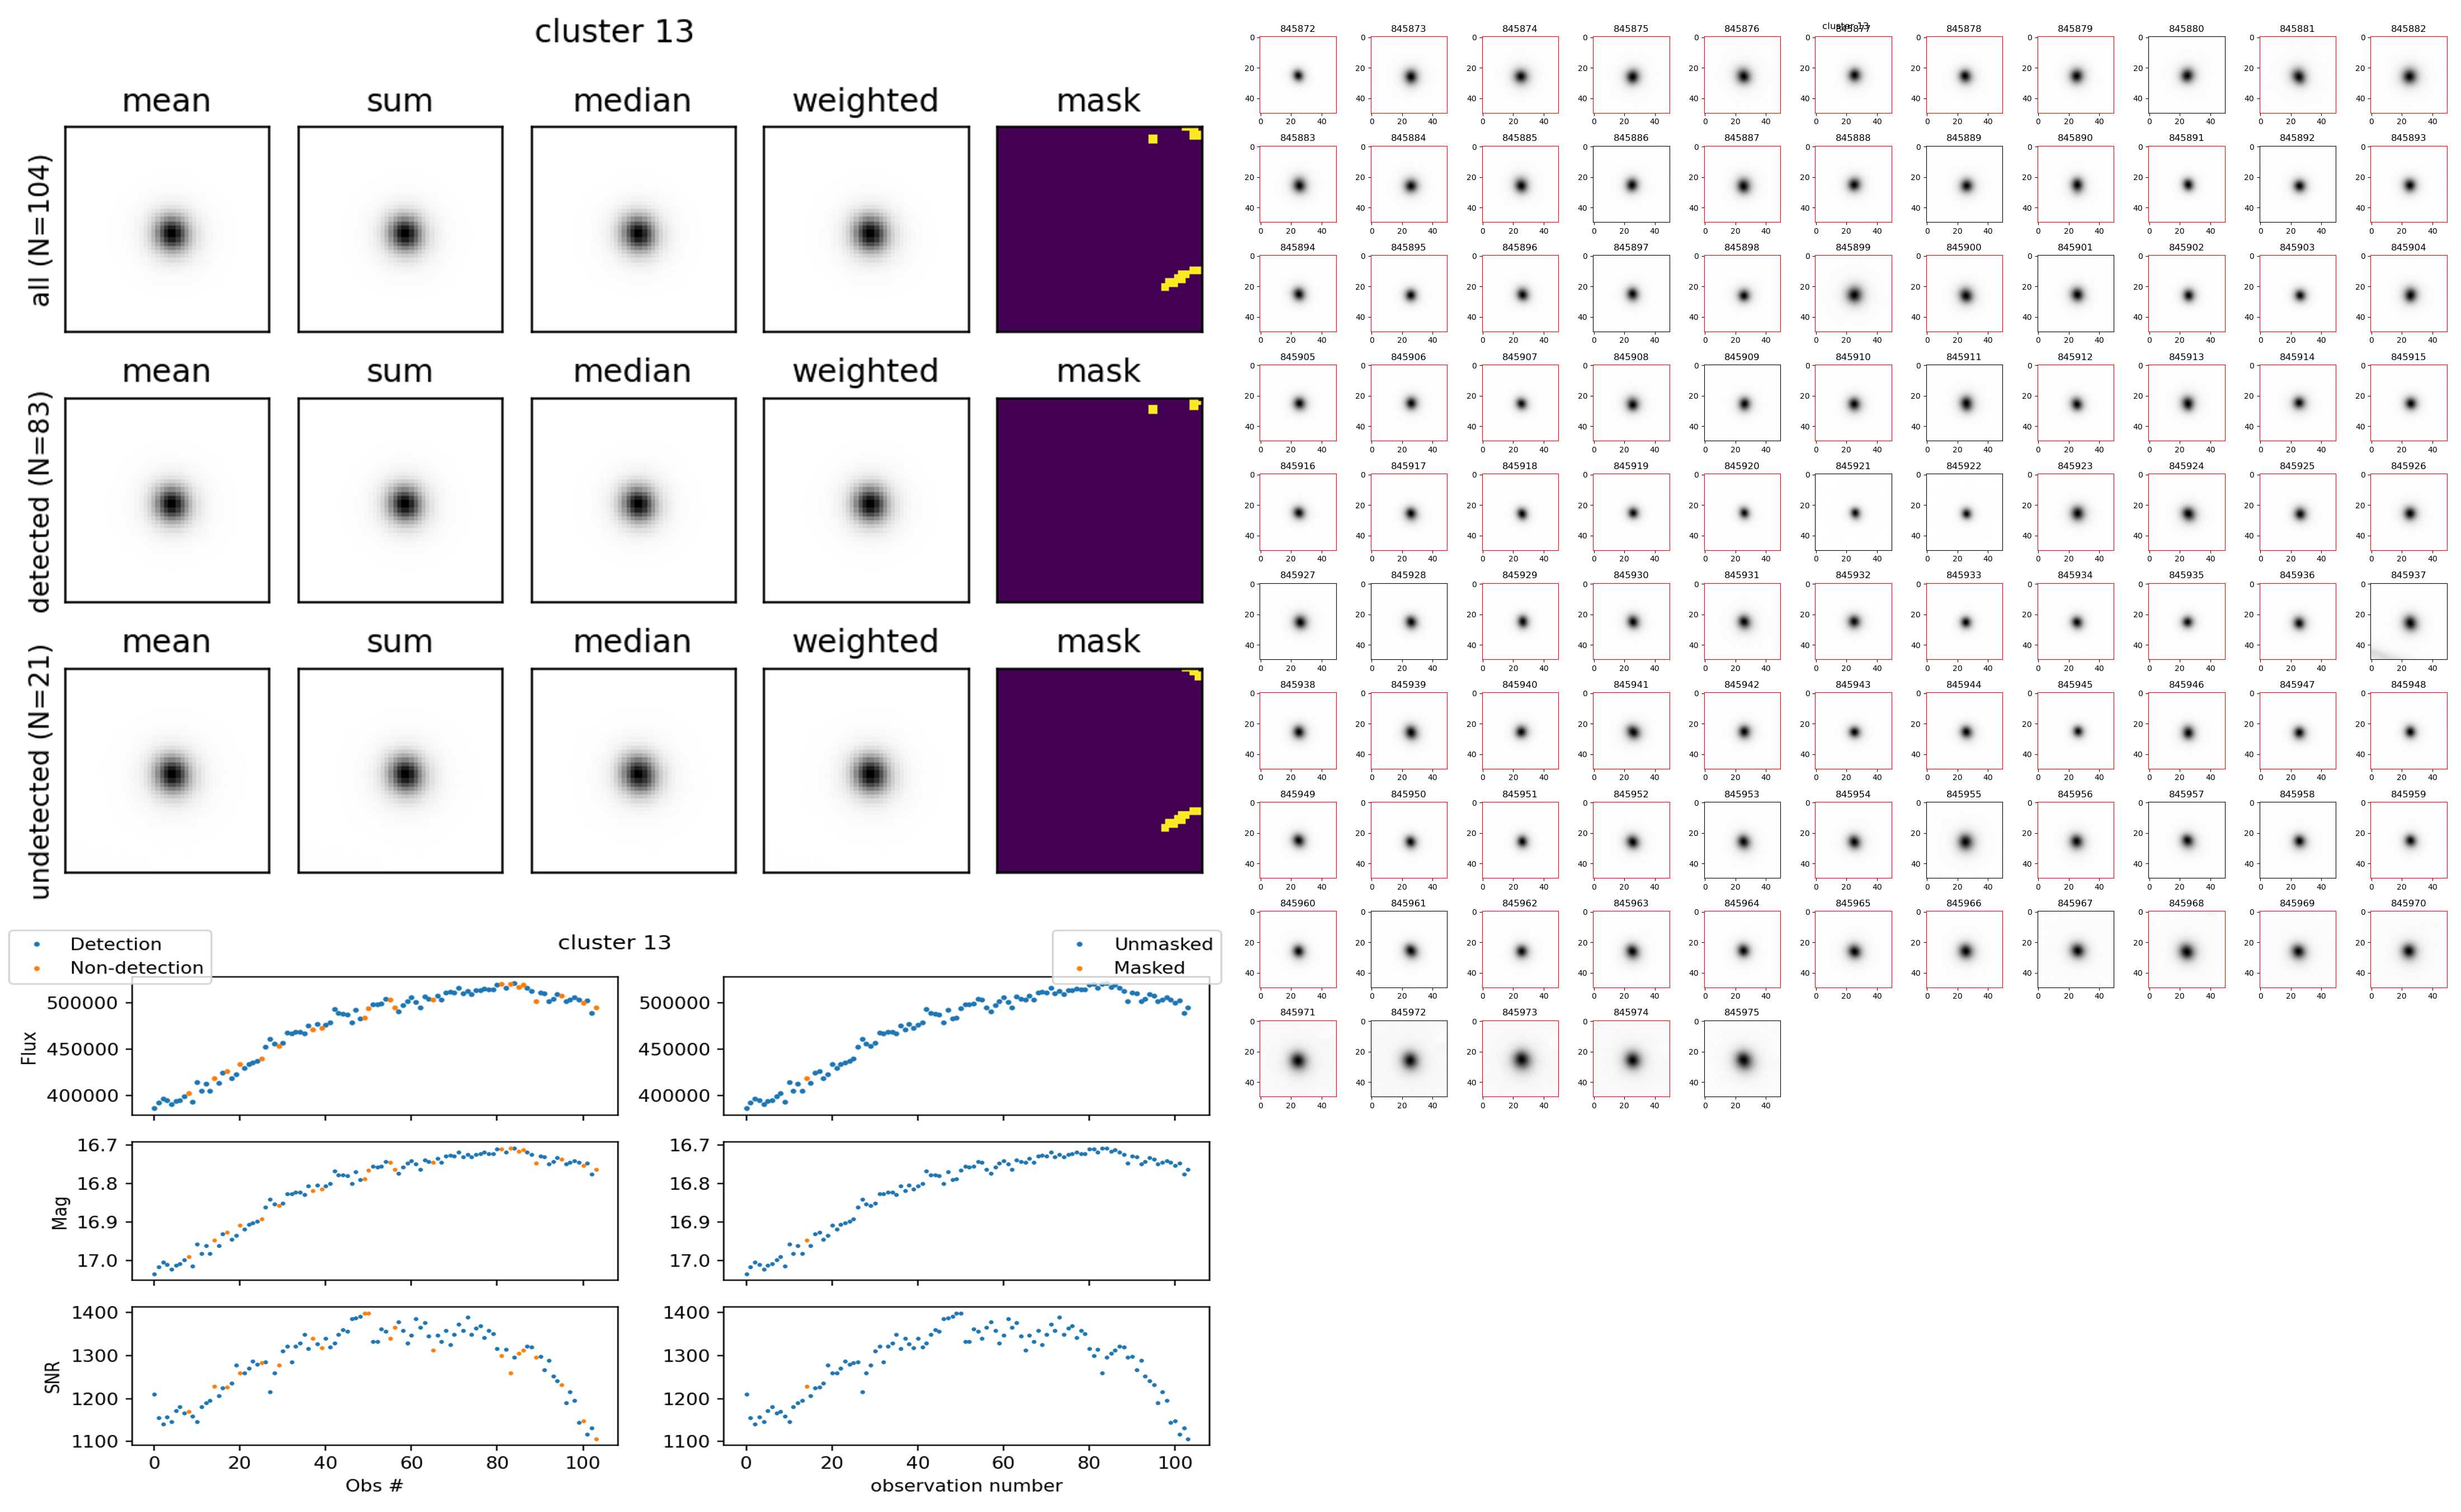 cluster 13
mean sum median weighted mask
all (N=104)
mean sum median weighted mask
detected (N=83)
mean sum median weighted mask
undetected (N=21)
cluster 13
Detection
Non-detection
Unmasked
Masked
Flux
500000
450000
400000
500000
450000
400000
Mag
16.7
16.8
16.9
17.0
16.7
16.8
16.9
17.0
SNR
1400
1300
1200
1100
1400
1300
1200
1100
0 20 40 60 80 100
Obs #
0 20 40 60 80 100
observation number
cluster 13
845872 845873 845874 845875 845876 845877 845878 845879 845880 845881 845882
845883 845884 845885 845886 845887 845888 845889 845890 845891 845892 845893
845894 845895 845896 845897 845898 845899 845900 845901 845902 845903 845904
845905 845906 845907 845908 845909 845910 845911 845912 845913 845914 845915
845916 845917 845918 845919 845920 845921 845922 845923 845924 845925 845926
845927 845928 845929 845930 845931 845932 845933 845934 845935 845936 845937
845938 845939 845940 845941 845942 845943 845944 845945 845946 845947 845948
845949 845950 845951 845952 845953 845954 845955 845956 845957 845958 845959
845960 845961 845962 845963 845964 845965 845966 845967 845968 845969 845970
845971 845972 845973 845974 845975